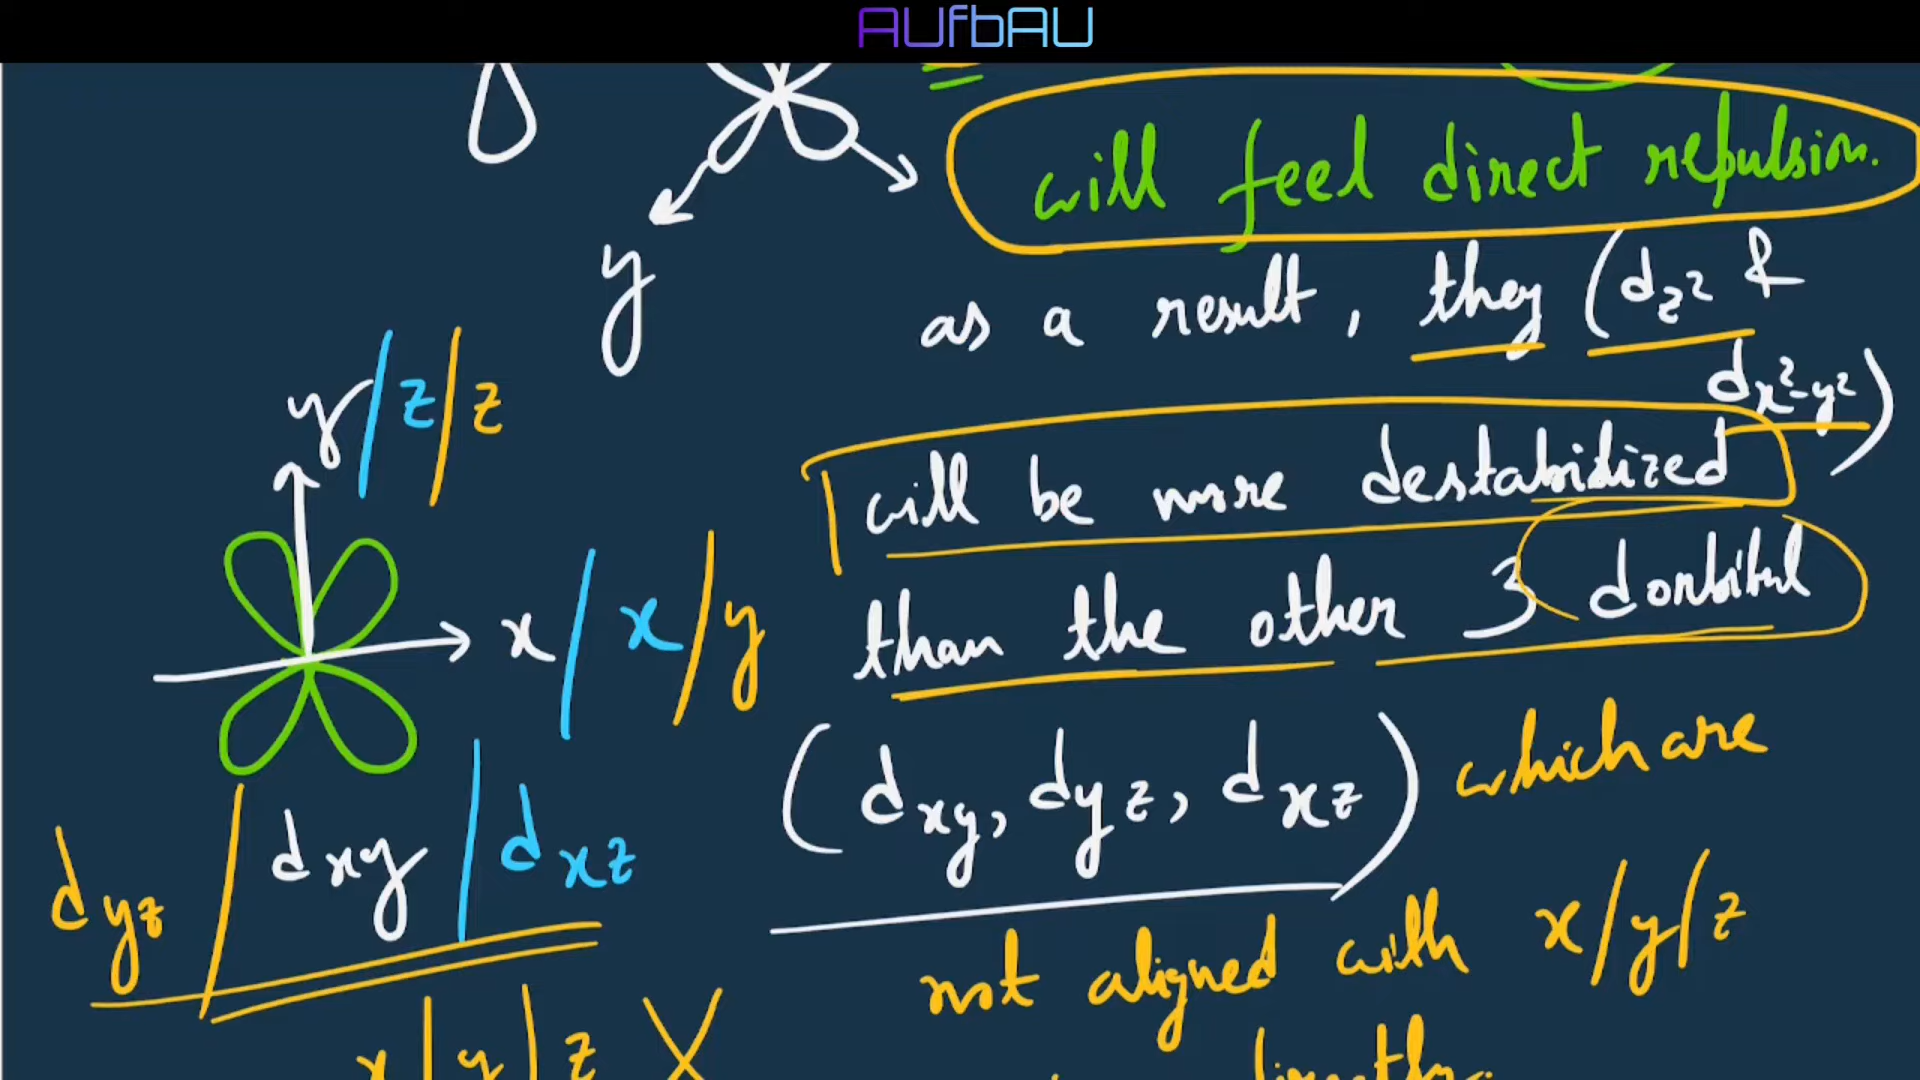 AUfbAU
will feel direct repulsion.
y
as a result, they (dz² &
dx²-y²)
will be more destabilized
than the other 3 d orbital
(dxy, dyz, dxz) which are
not aligned with x/y/z
directly.
y/z/z
x/x/y
dyz/dxy/dxz
x|y|z X